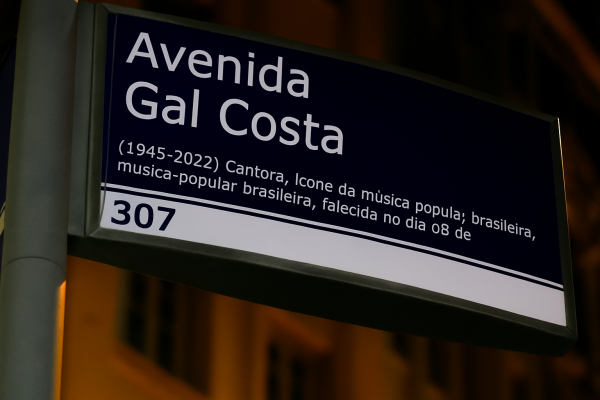 Avenida
Gal Costa
(1945-2022) Cantora, Icone da mùsica popula; brasileira,
musica-popular brasileira, falecida no dia 08 de
307